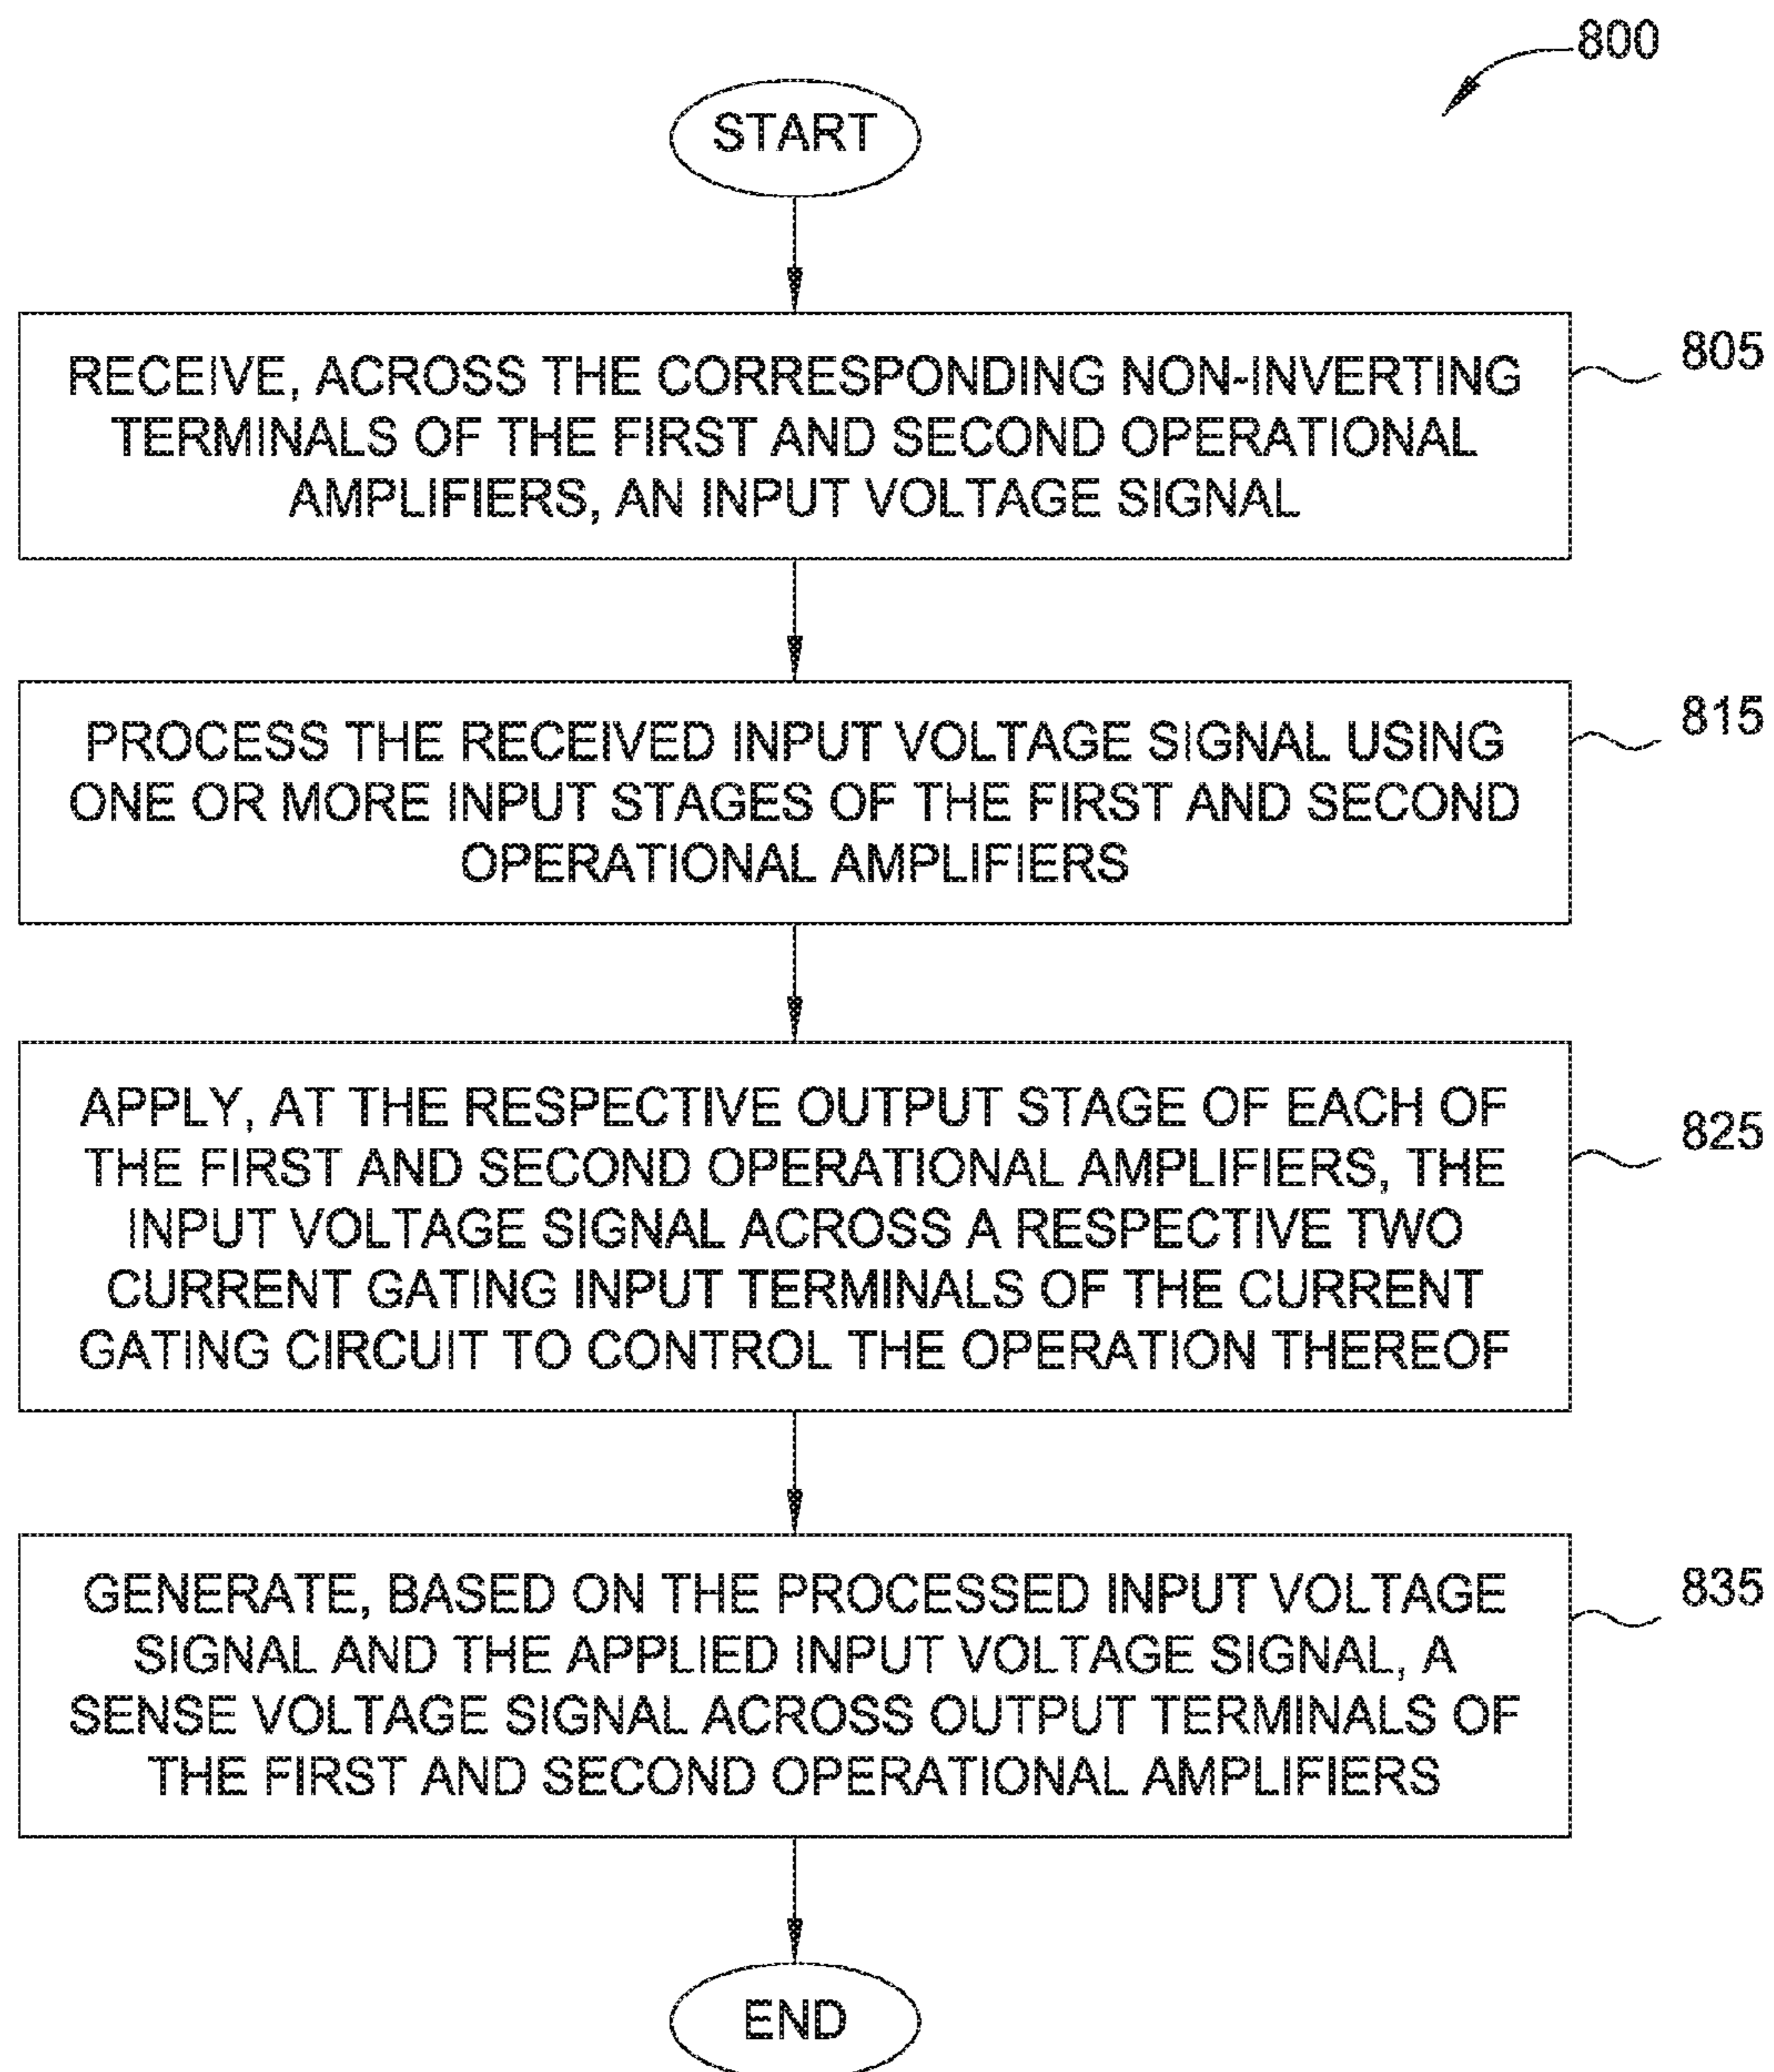 800
START
RECEIVE, ACROSS THE CORRESPONDING NON-INVERTING
TERMINALS OF THE FIRST AND SECOND OPERATIONAL
AMPLIFIERS, AN INPUT VOLTAGE SIGNAL
805
PROCESS THE RECEIVED INPUT VOLTAGE SIGNAL USING
ONE OR MORE INPUT STAGES OF THE FIRST AND SECOND
OPERATIONAL AMPLIFIERS
815
APPLY, AT THE RESPECTIVE OUTPUT STAGE OF EACH OF
THE FIRST AND SECOND OPERATIONAL AMPLIFIERS, THE
INPUT VOLTAGE SIGNAL ACROSS A RESPECTIVE TWO
CURRENT GATING INPUT TERMINALS OF THE CURRENT
GATING CIRCUIT TO CONTROL THE OPERATION THEREOF
825
GENERATE, BASED ON THE PROCESSED INPUT VOLTAGE
SIGNAL AND THE APPLIED INPUT VOLTAGE SIGNAL, A
SENSE VOLTAGE SIGNAL ACROSS OUTPUT TERMINALS OF
THE FIRST AND SECOND OPERATIONAL AMPLIFIERS
835
END